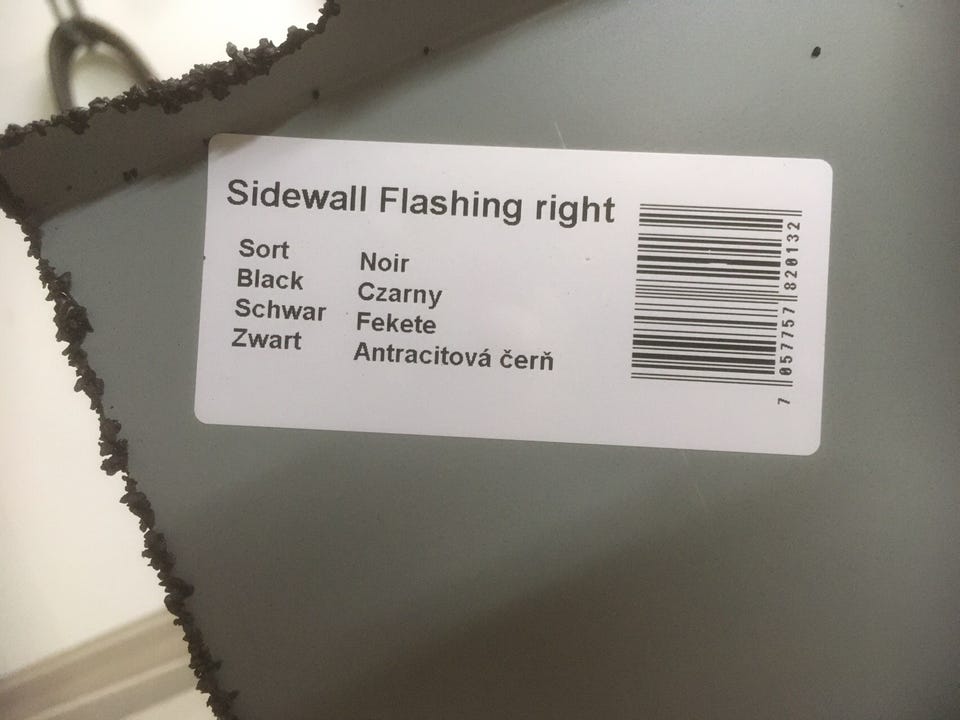 Sidewall Flashing right
Sort
Black
Schwar
Zwart
Noir
Czarny
Fekete
Antracitová čerň
7 057757 820132